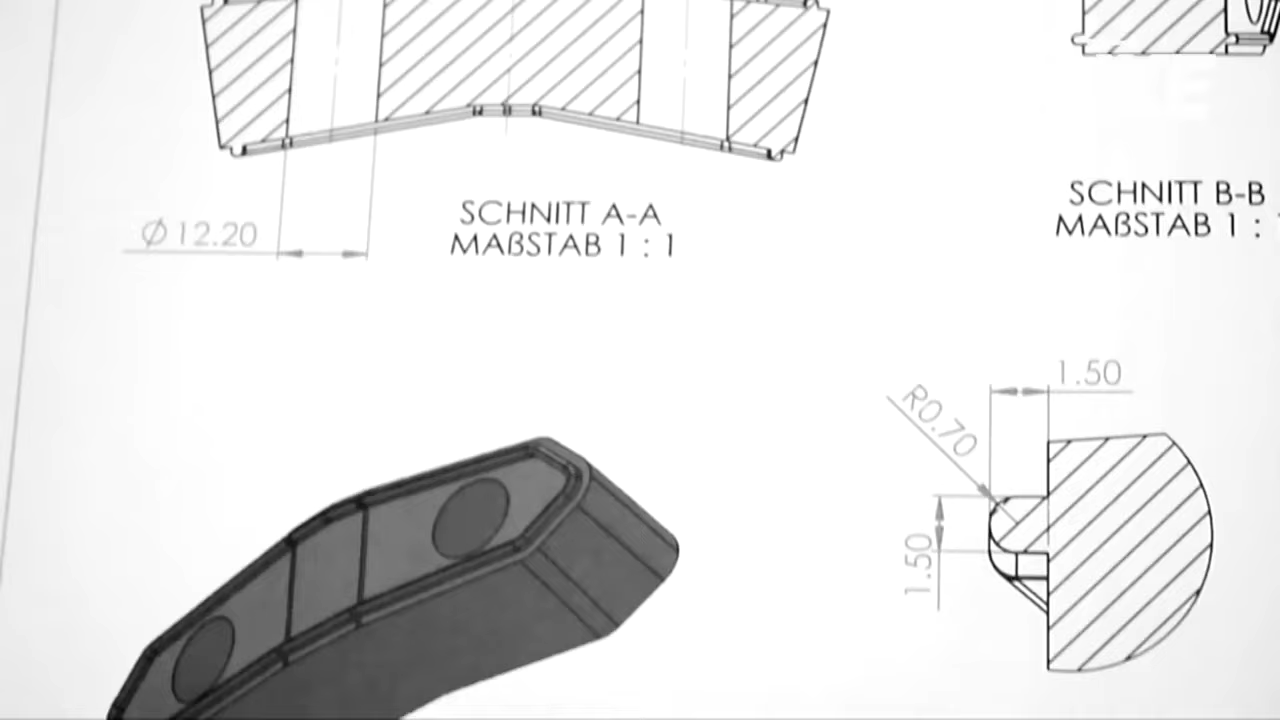 SCHNITT A-A
MAßSTAB 1 : 1
Ø 12.20
SCHNITT B-B
MAßSTAB 1 :
1.50
R0.70
1.50